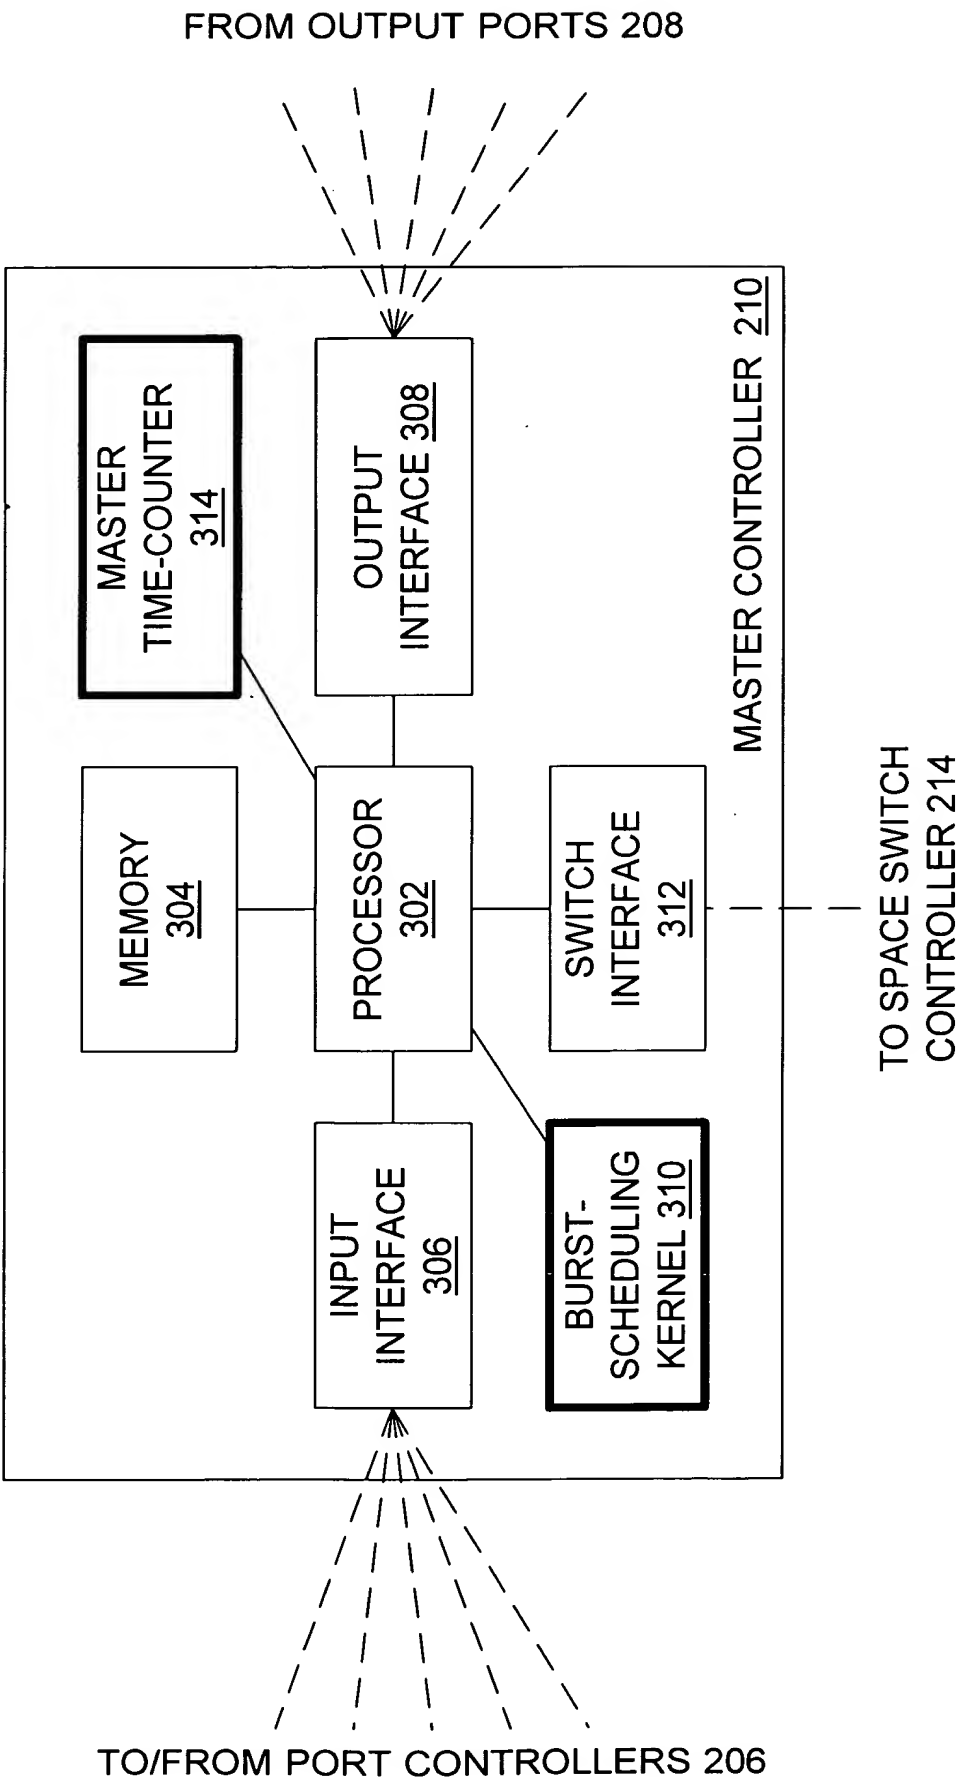 FROM OUTPUT PORTS 208
MASTER
TIME-COUNTER
314
OUTPUT
INTERFACE 308
MASTER CONTROLLER 210
MEMORY
304
PROCESSOR
302
SWITCH
INTERFACE
312
TO SPACE SWITCH
CONTROLLER 214
INPUT
INTERFACE
306
BURST-
SCHEDULING
KERNEL 310
TO/FROM PORT CONTROLLERS 206